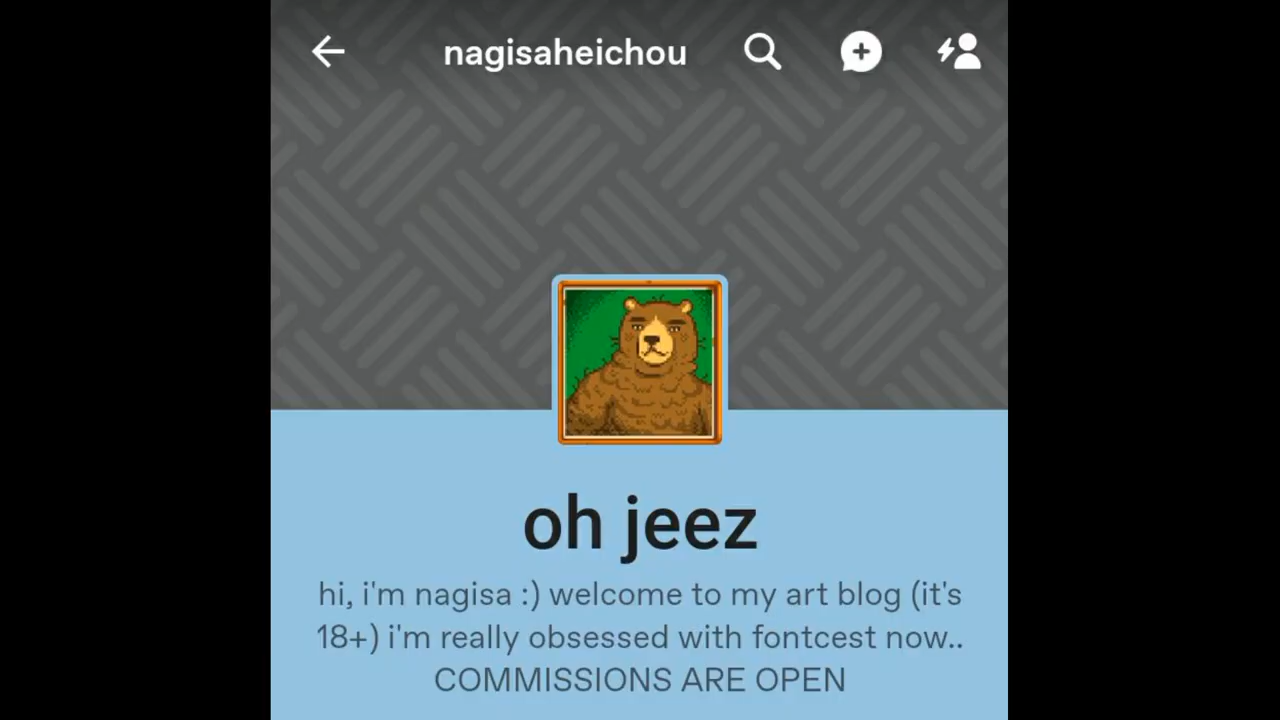 nagisaheichou
oh jeez
hi, i'm nagisa :) welcome to my art blog (it's
18+) i'm really obsessed with fontcest now..
COMMISSIONS ARE OPEN